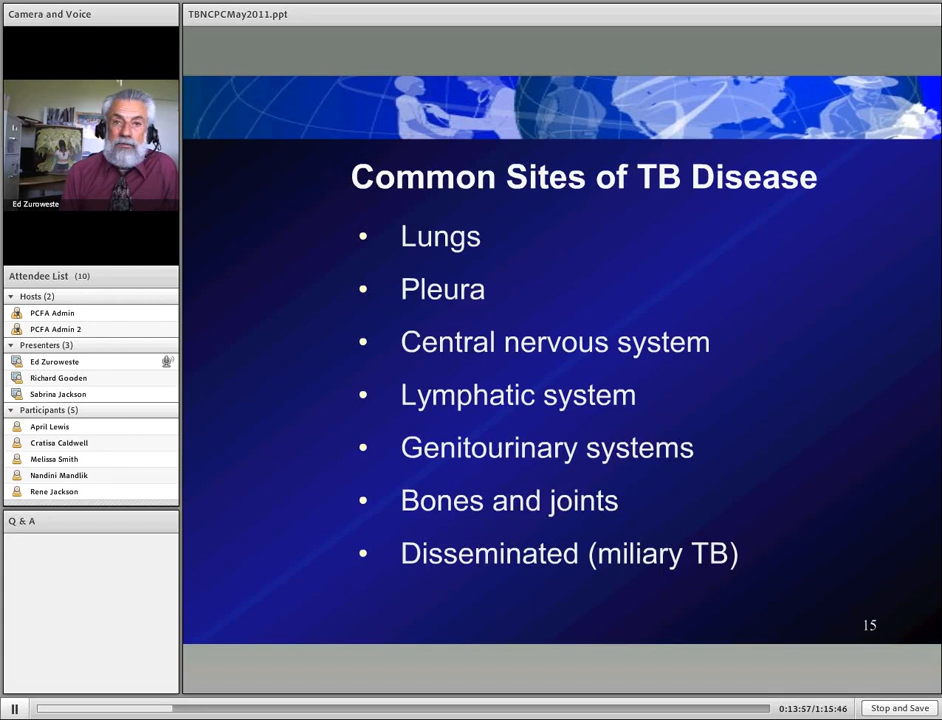 Camera and Voice
Ed Zuroweste
Attendee List (10)
Hosts (2)
PCFA Admin
PCFA Admin 2
Presenters (3)
Ed Zuroweste
Richard Gooden
Sabrina Jackson
Participants (5)
April Lewis
Cratisa Caldwell
Melissa Smith
Nandini Mandlik
Rene Jackson
Q & A
TBNCPCMay2011.ppt
Common Sites of TB Disease
• Lungs
• Pleura
• Central nervous system
• Lymphatic system
• Genitourinary systems
• Bones and joints
• Disseminated (miliary TB)
15
0:13:57/1:15:46
Stop and Save